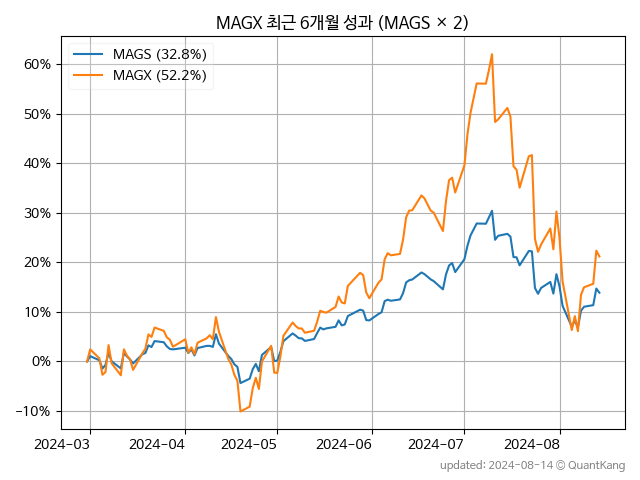 MAGX 최근 6개월 성과 (MAGS × 2)
MAGS (32.8%)
MAGX (52.2%)
60%
50%
40%
30%
20%
10%
0%
−10%
2024-03 2024-04 2024-05 2024-06 2024-07 2024-08
updated: 2024-08-14 © QuantKang